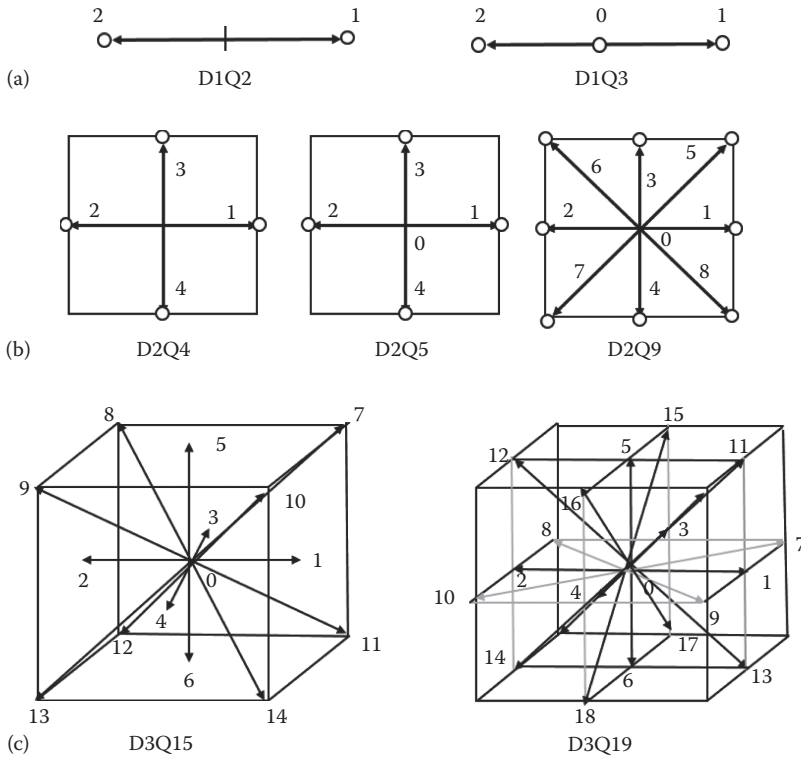 2 1 2 0 1
(a) D1Q2 D1Q3
3 3 6 3 5
2 1 2 1 2 1
0 0
4 4 7 4 8
(b) D2Q4 D2Q5 D2Q9
8 7 15
5 12 5 11
9 10 16
3 8 3 7
2 0 1 2 0 1
4 10 4 9
12 11 14 17
6 6 13
13 14 18
(c) D3Q15 D3Q19